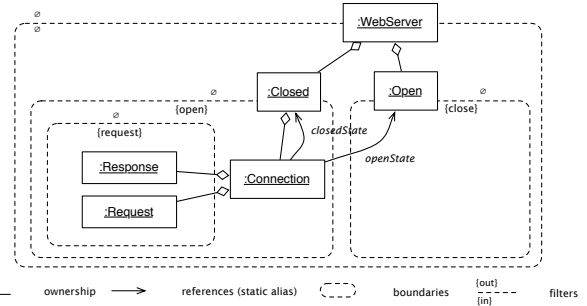 ∅
∅
:WebServer
:Closed
:Open
∅
∅
{open}
{close}
∅
{request}
closedState
openState
:Response
:Connection
:Request
ownership
references (static alias)
boundaries
{out}
{in}
filters